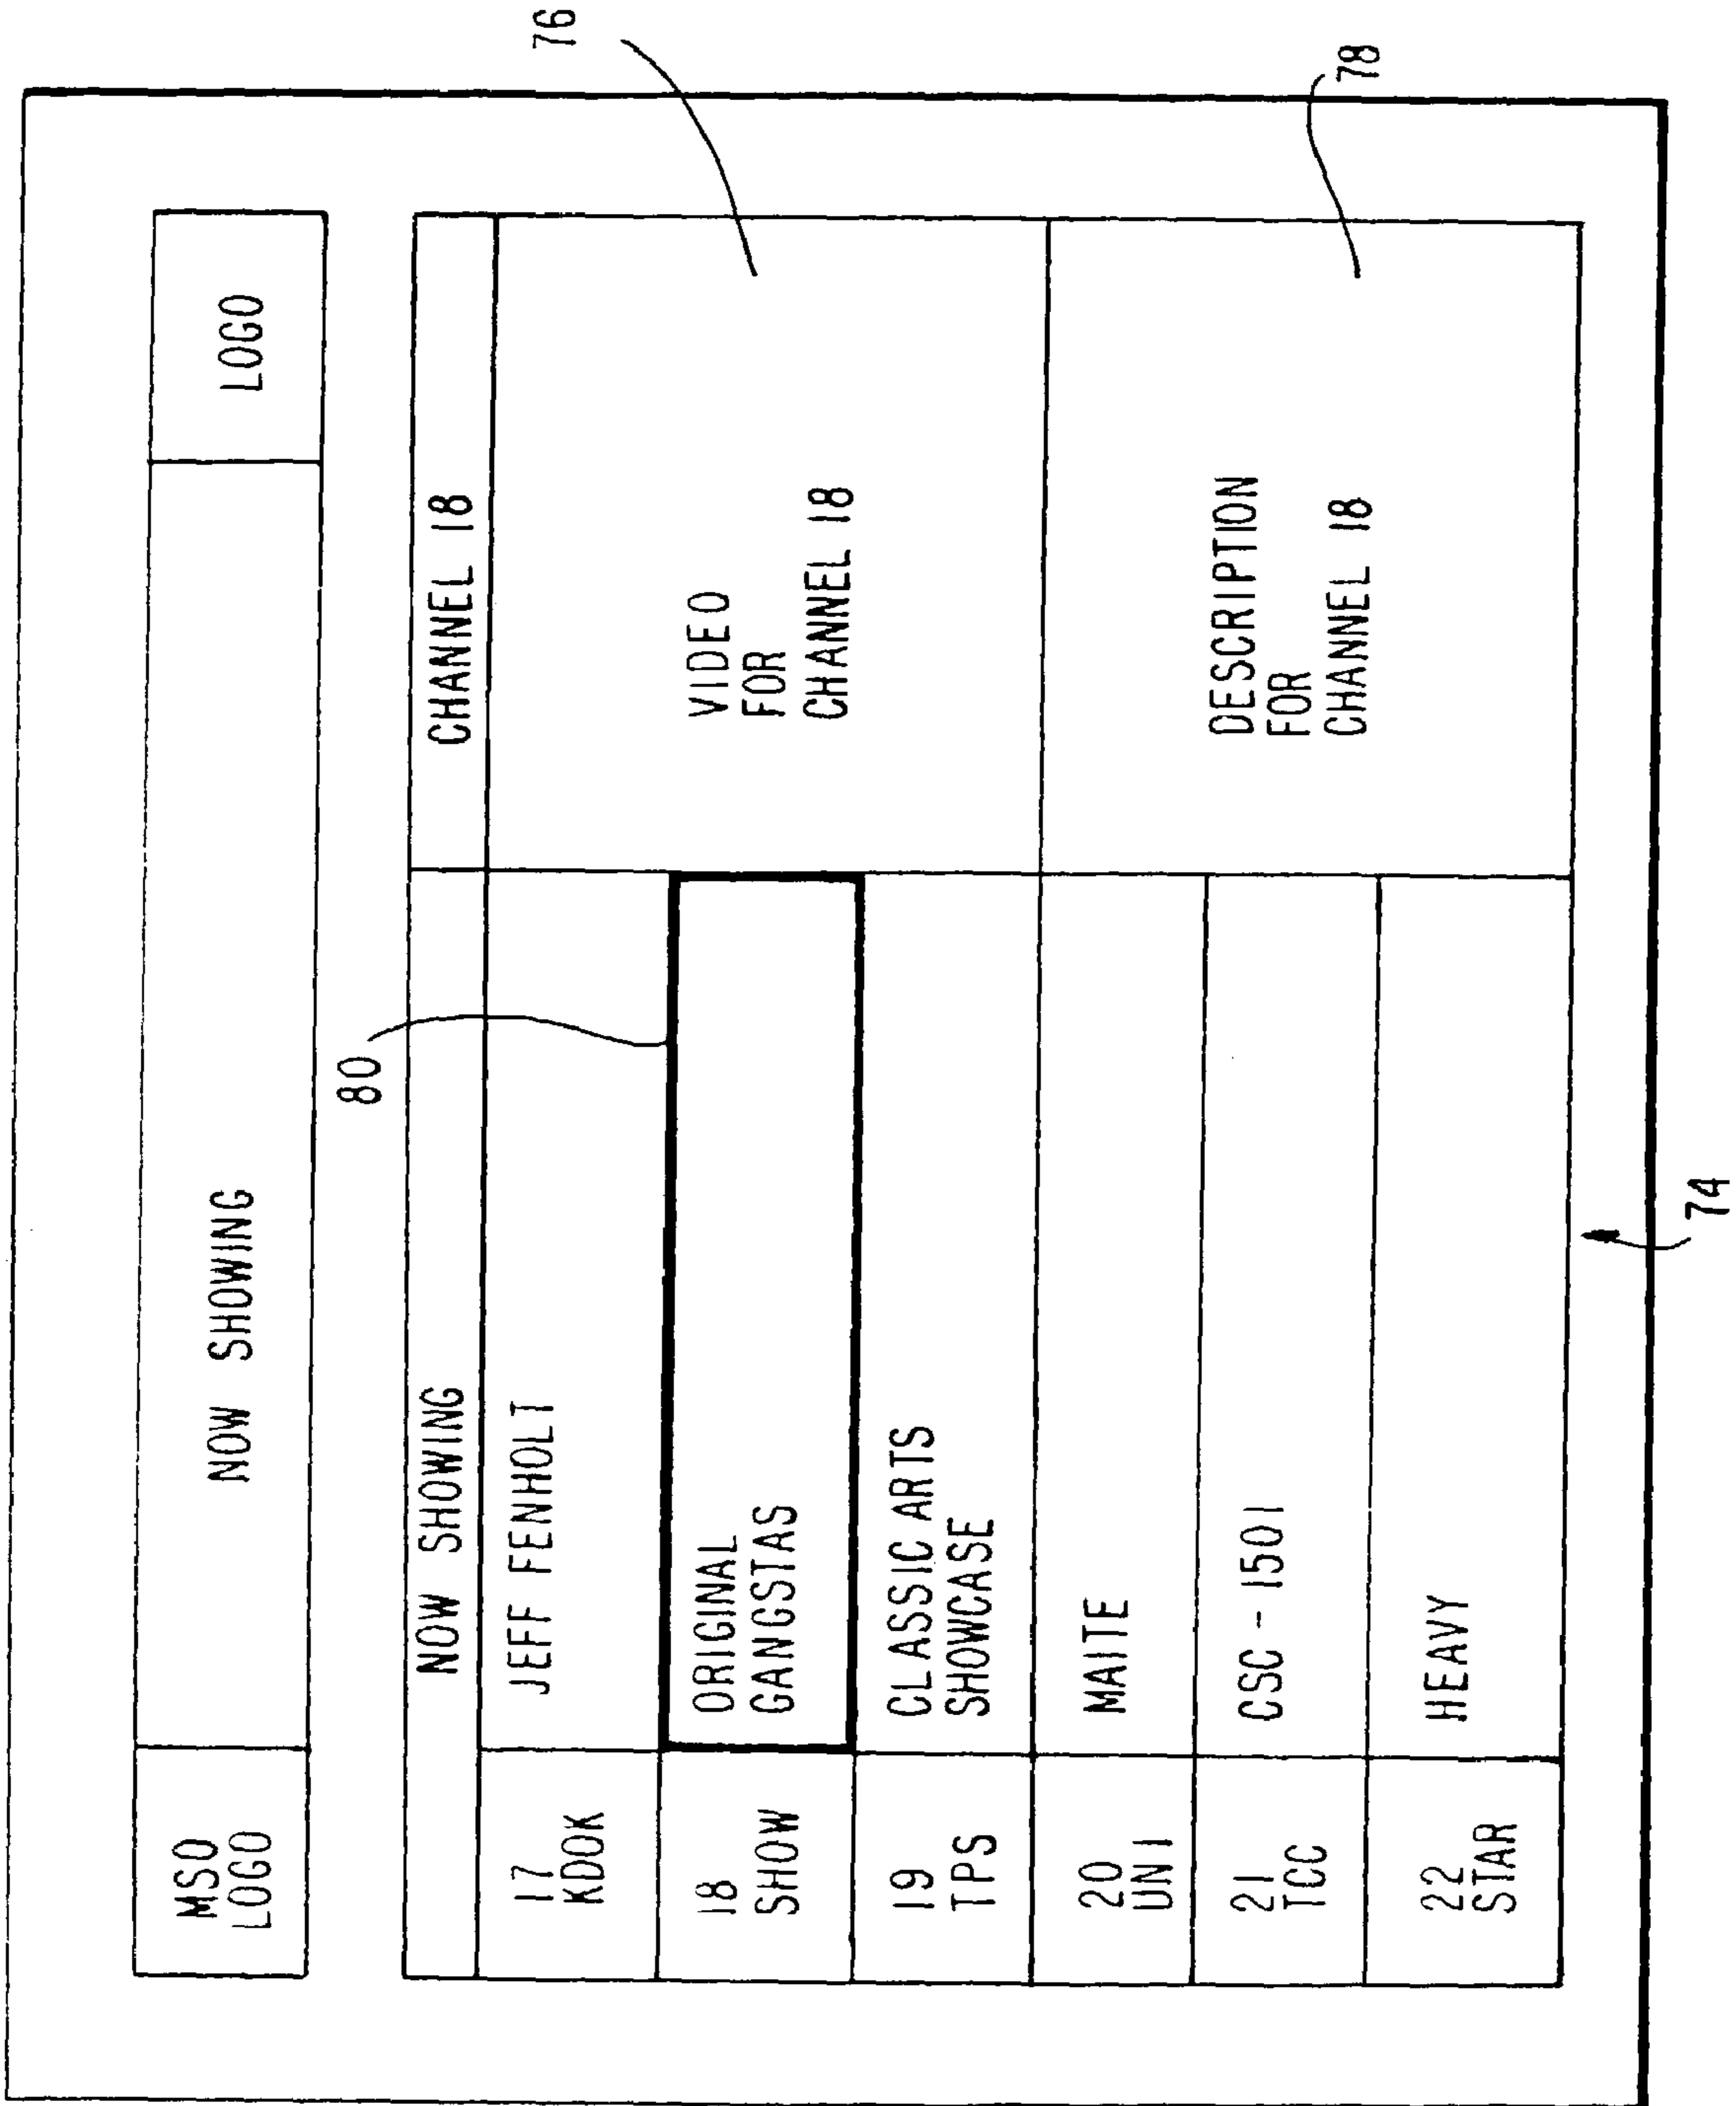 MSO
LOGO
NOW SHOWING
LOGO
80
NOW SHOWING
CHANNEL 18
17
KDOK
JEFF FENHOLT
18
SHOW
ORIGINAL
GANGSTAS
19
TPS
CLASSIC ARTS
SHOWCASE
20
UNI
MAITE
21
TCC
CSC - 1501
22
STAR
HEAVY
VIDEO
FOR
CHANNEL 18
76
DESCRIPTION
FOR
CHANNEL 18
78
74